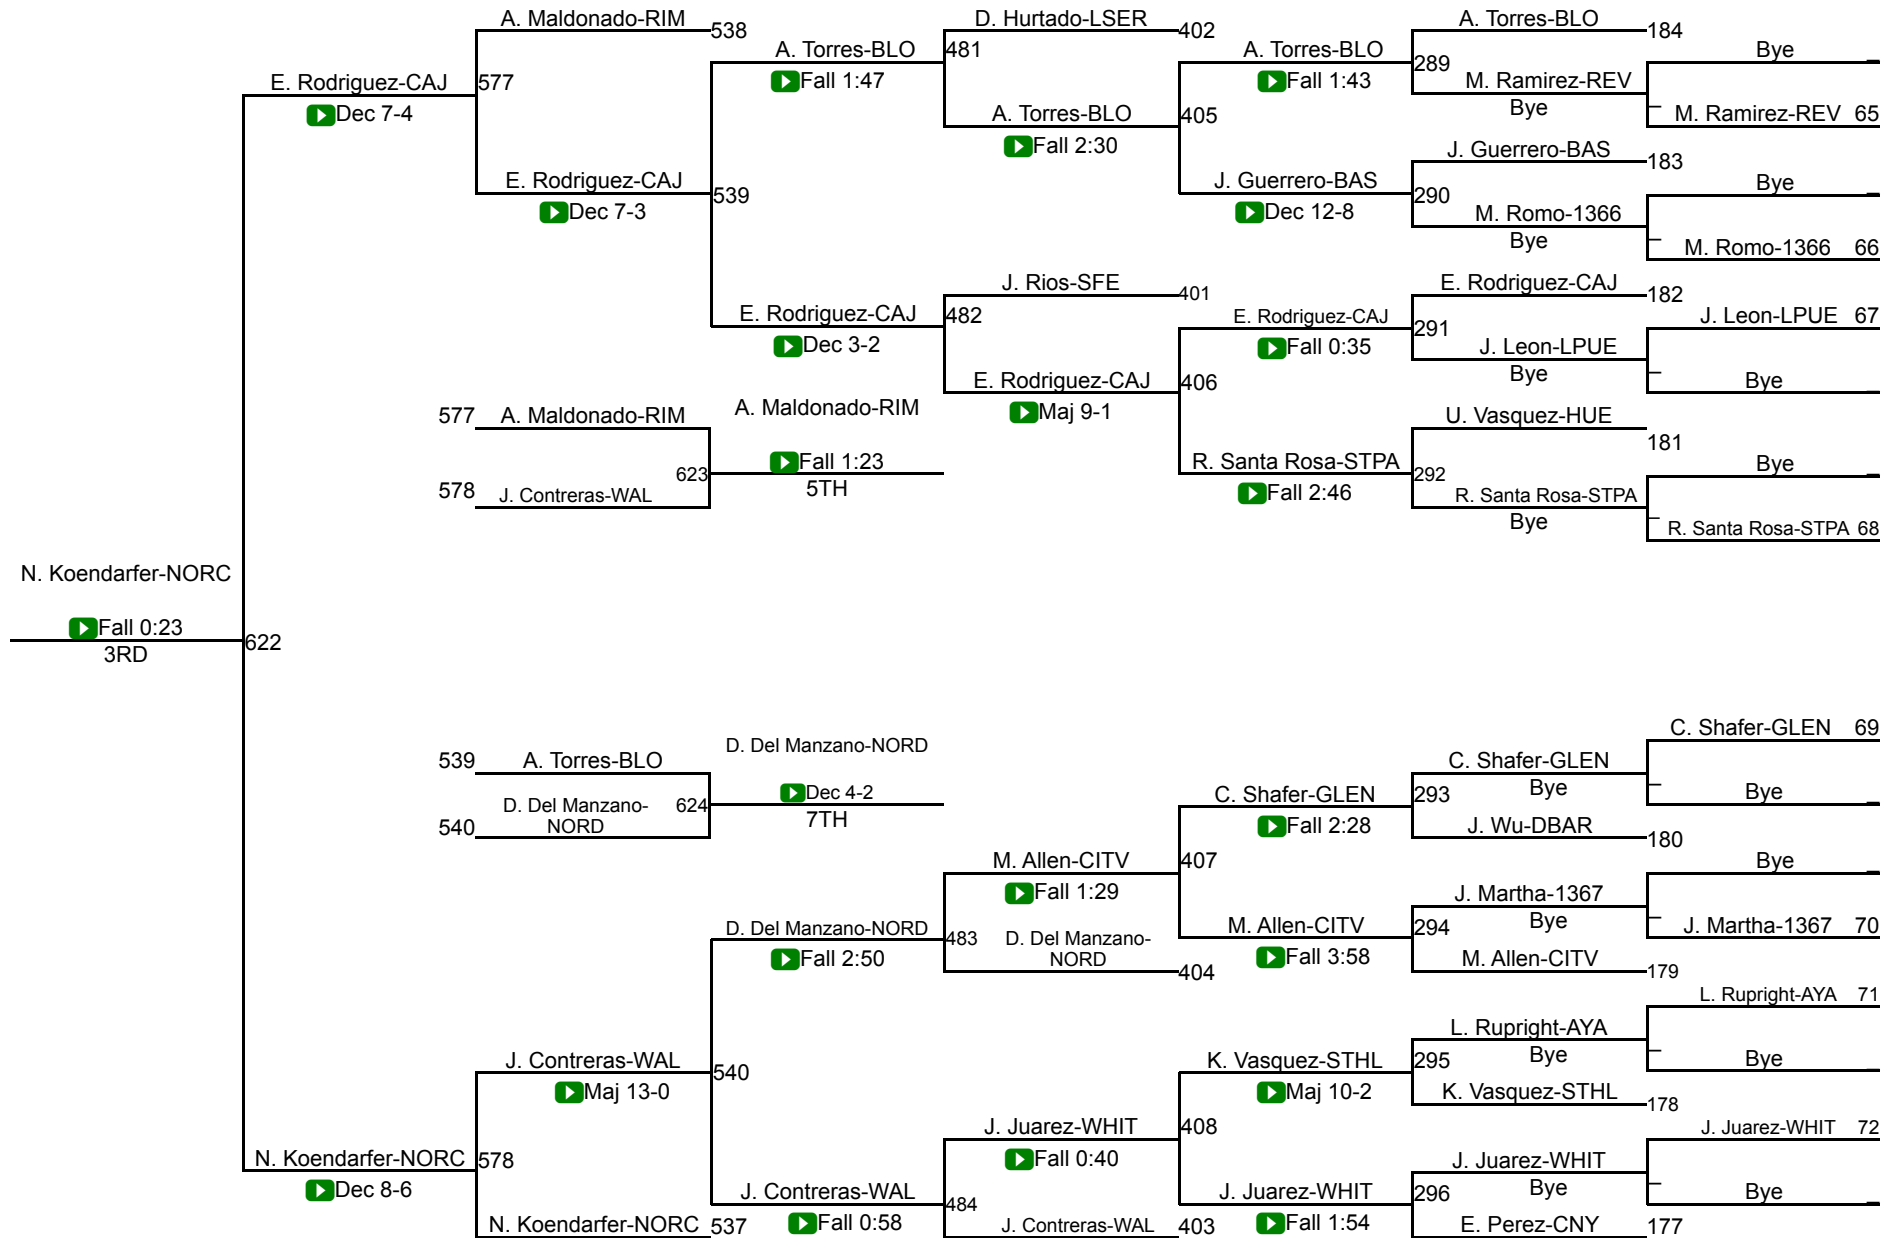 A. Maldonado-RIM
538
D. Hurtado-LSER
402
A. Torres-BLO
184
A. Torres-BLO
481
A. Torres-BLO
289
Bye
E. Rodriguez-CAJ
577
Fall 1:47
Fall 1:43
M. Ramirez-REV
Bye
Dec 7-4
A. Torres-BLO
405
M. Ramirez-REV 65
Fall 2:30
J. Guerrero-BAS
183
E. Rodriguez-CAJ
539
J. Guerrero-BAS
290
Bye
Dec 7-3
Dec 12-8
M. Romo-1366
Bye
M. Romo-1366 66
J. Rios-SFE
401
E. Rodriguez-CAJ
182
E. Rodriguez-CAJ
482
E. Rodriguez-CAJ
291
J. Leon-LPUE 67
Dec 3-2
Fall 0:35
J. Leon-LPUE
Bye
E. Rodriguez-CAJ
406
Bye
Maj 9-1
577
A. Maldonado-RIM
A. Maldonado-RIM
U. Vasquez-HUE
181
623
Fall 1:23
5TH
R. Santa Rosa-STPA
292
Bye
Fall 2:46
578
J. Contreras-WAL
R. Santa Rosa-STPA
Bye
R. Santa Rosa-STPA 68
N. Koendarfer-NORC
Fall 0:23
3RD
622
C. Shafer-GLEN 69
539
A. Torres-BLO
D. Del Manzano-NORD
C. Shafer-GLEN
Bye
624
Dec 4-2
7TH
C. Shafer-GLEN
293
Bye
540
D. Del Manzano-
NORD
Fall 2:28
J. Wu-DBAR
180
M. Allen-CITV
407
Bye
Fall 1:29
J. Martha-1367
Bye
D. Del Manzano-NORD
483
M. Allen-CITV
294
J. Martha-1367 70
Fall 2:50
D. Del Manzano-
NORD
404
Fall 3:58
M. Allen-CITV
179
L. Rupright-AYA 71
L. Rupright-AYA
Bye
J. Contreras-WAL
540
K. Vasquez-STHL
295
Bye
Maj 13-0
Maj 10-2
K. Vasquez-STHL
178
J. Juarez-WHIT
408
J. Juarez-WHIT 72
N. Koendarfer-NORC
578
Fall 0:40
J. Juarez-WHIT
Bye
Dec 8-6
J. Contreras-WAL
484
J. Juarez-WHIT
296
Bye
N. Koendarfer-NORC
537
Fall 0:58
J. Contreras-WAL
403
Fall 1:54
E. Perez-CNY
177